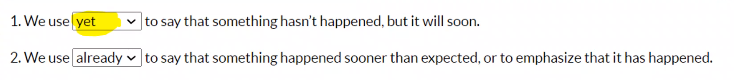 1. We use yet to say that something hasn't happened, but it will soon.
2. We use already to say that something happened sooner than expected, or to emphasize that it has happened.